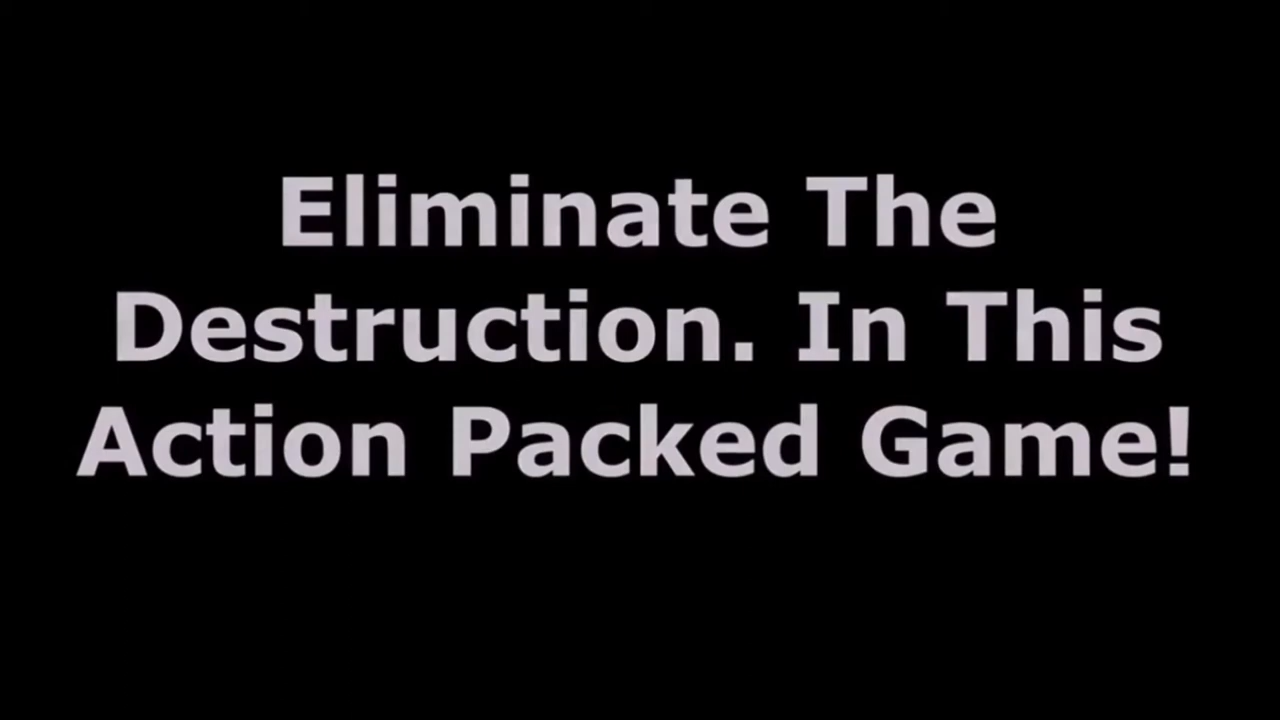 Eliminate The
Destruction. In This
Action Packed Game!